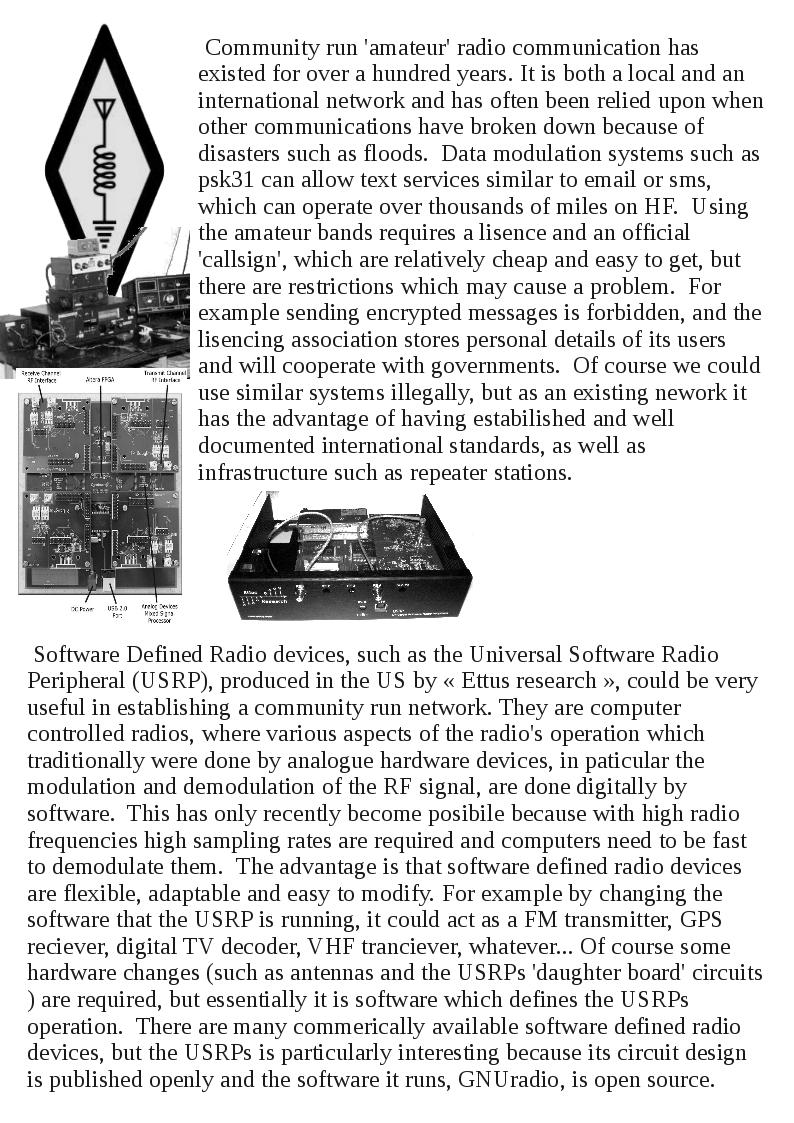 Community run 'amateur' radio communication has
existed for over a hundred years. It is both a local and an
international network and has often been relied upon when
other communications have broken down because of
disasters such as floods.  Data modulation systems such as
psk31 can allow text services similar to email or sms,
which can operate over thousands of miles on HF.  Using
the amateur bands requires a lisence and an official
'callsign', which are relatively cheap and easy to get, but
there are restrictions which may cause a problem.  For
example sending encrypted messages is forbidden, and the
lisencing association stores personal details of its users
and will cooperate with governments.  Of course we could
use similar systems illegally, but as an existing nework it
has the advantage of having estabilished and well
documented international standards, as well as
infrastructure such as repeater stations.
Receive Channel
RF Interface
Altera FPGA
Transmit Channel
RF Interface
DC Power
USB 2.0
Port
Analog Devices
Mixed Signal
Processor
Ettus
Research
Software Defined Radio devices, such as the Universal Software Radio
Peripheral (USRP), produced in the US by « Ettus research », could be very
useful in establishing a community run network. They are computer
controlled radios, where various aspects of the radio's operation which
traditionally were done by analogue hardware devices, in paticular the
modulation and demodulation of the RF signal, are done digitally by
software.  This has only recently become posibile because with high radio
frequencies high sampling rates are required and computers need to be fast
to demodulate them.  The advantage is that software defined radio devices
are flexible, adaptable and easy to modify. For example by changing the
software that the USRP is running, it could act as a FM transmitter, GPS
reciever, digital TV decoder, VHF tranciever, whatever... Of course some
hardware changes (such as antennas and the USRPs 'daughter board' circuits
) are required, but essentially it is software which defines the USRPs
operation.  There are many commerically available software defined radio
devices, but the USRPs is particularly interesting because its circuit design
is published openly and the software it runs, GNUradio, is open source.